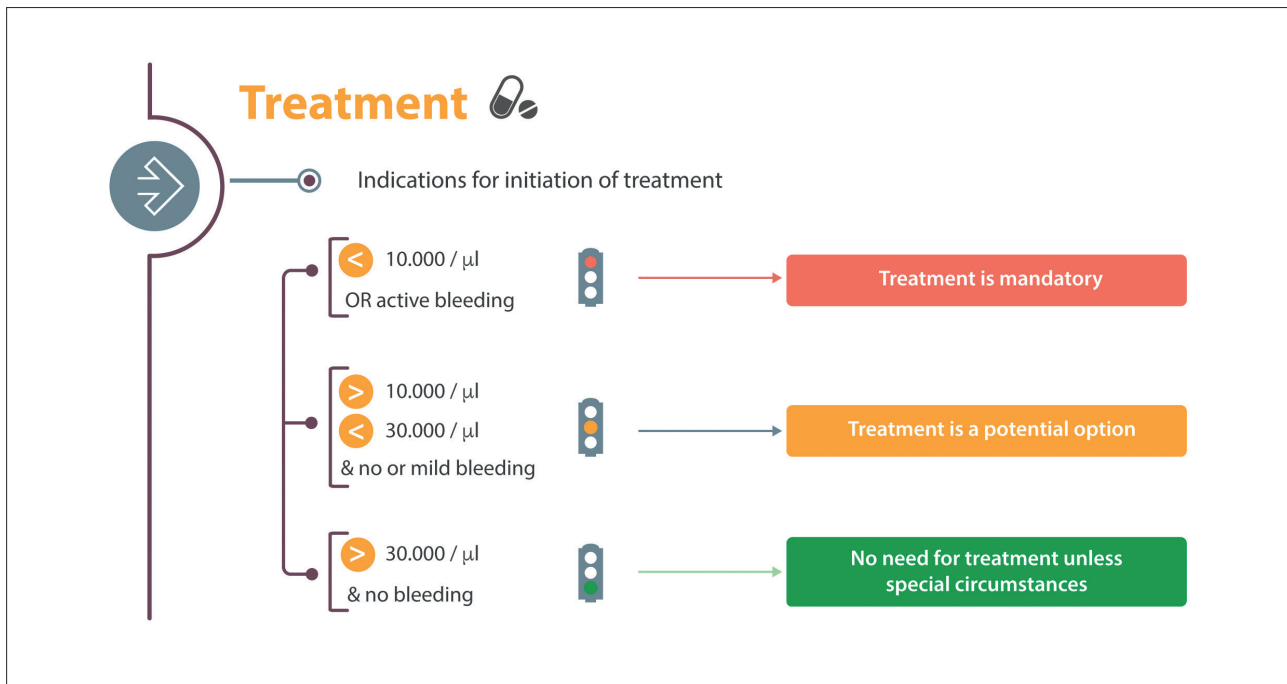 Treatment
Indications for initiation of treatment
< 10.000 / µl
OR active bleeding
Treatment is mandatory
> 10.000 / µl
< 30.000 / µl
& no or mild bleeding
Treatment is a potential option
> 30.000 / µl
& no bleeding
No need for treatment unless
special circumstances